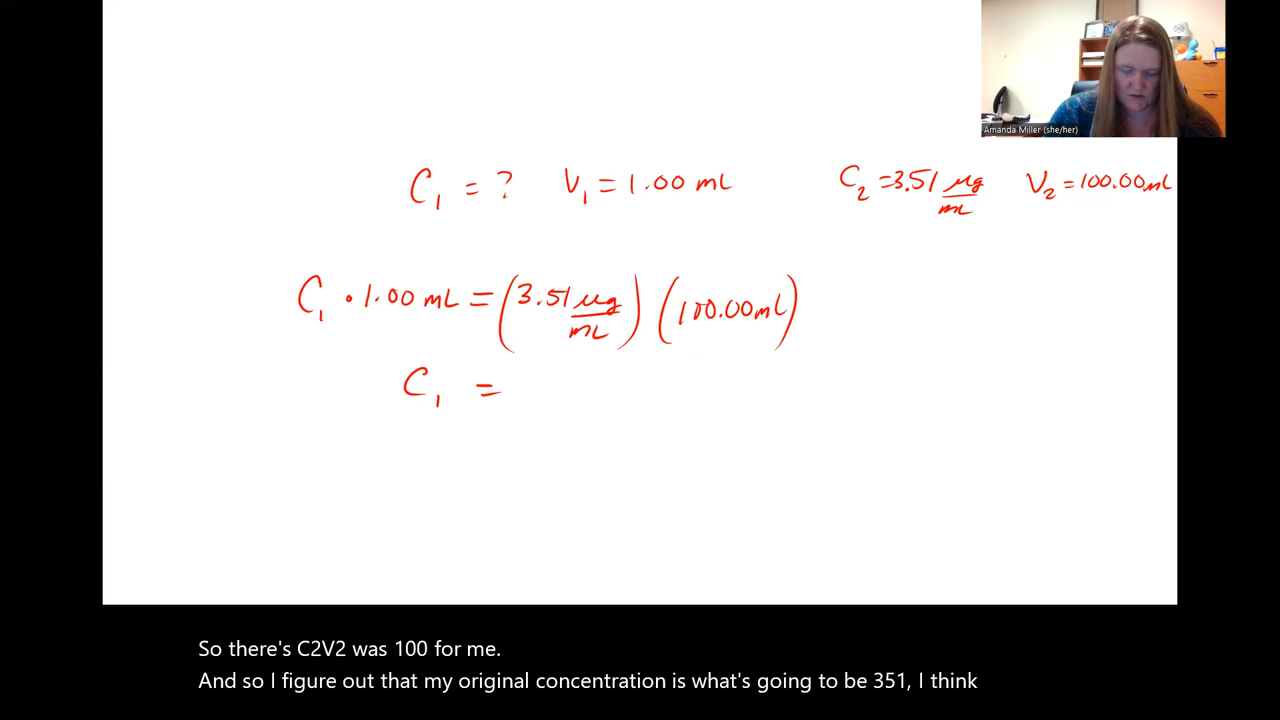 Amanda Miller (she/her)
C₁ = ? V₁ = 1.00 mL C₂ = 3.51 μg/mL V₂ = 100.00 mL
C₁ · 1.00 mL = (3.51 μg/mL) (100.00 mL)
C₁ =
So there's C2V2 was 100 for me.
And so I figure out that my original concentration is what's going to be 351, I think